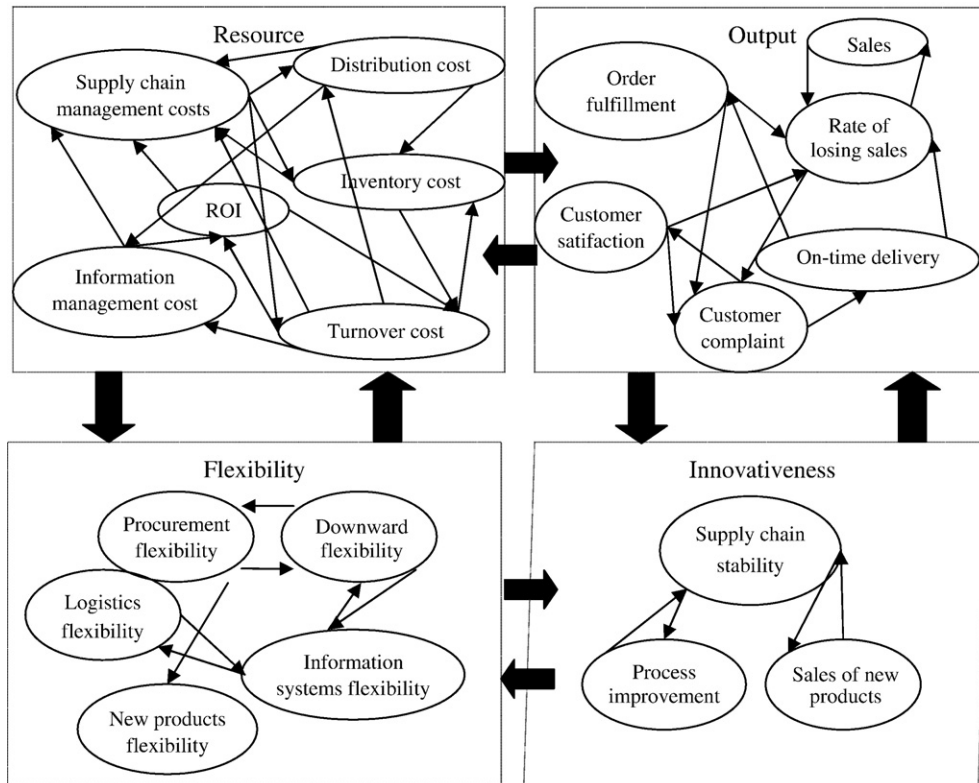 Resource
Distribution cost
Supply chain
management costs
Inventory cost
ROI
Information
management cost
Turnover cost
Output
Sales
Order
fulfillment
Rate of
losing sales
Customer
satifaction
On-time delivery
Customer
complaint
Flexibility
Procurement
flexibility
Downward
flexibility
Logistics
flexibility
Information
systems flexibility
New products
flexibility
Innovativeness
Supply chain
stability
Process
improvement
Sales of new
products